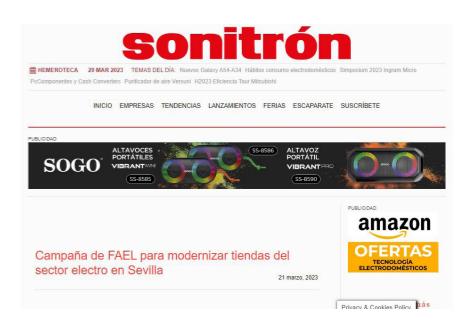 sonitrón
HEMEROTECA 20 MAR 2023 TEMAS DEL DÍA: Nuevos Galaxy A54-A34 Hábitos consumo electrodomésticos Simposium 2023 Ingram Micro
PcComponentes y Cash Converters Purificador de aire Versuni H2023 Eficiencia Tour Mitsubishi
INICIO EMPRESAS TENDENCIAS LANZAMIENTOS FERIAS ESCAPARATE SUSCRÍBETE
PUBLICIDAD
SOGO ALTAVOCES PORTÁTILES VIBRANTMINI SS-8585 SS-8586 ALTAVOZ PORTÁTIL VIBRANTPRO SS-8590
PUBLICIDAD
amazon
OFERTAS
TECNOLOGÍA
ELECTRODOMÉSTICOS
Campaña de FAEL para modernizar tiendas del
sector electro en Sevilla
21 marzo, 2023
Privacy & Cookies Policy